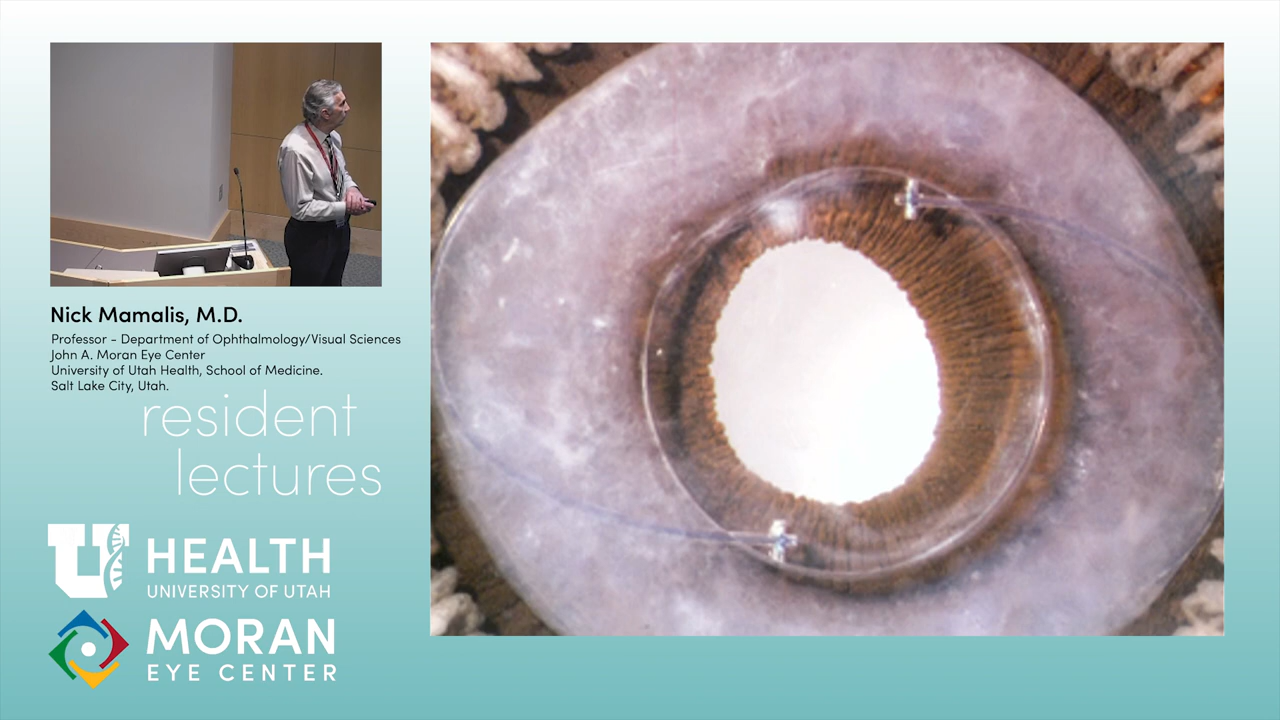 Nick Mamalis, M.D.
Professor - Department of Ophthalmology/Visual Sciences
John A. Moran Eye Center
University of Utah Health, School of Medicine.
Salt Lake City, Utah.
resident
lectures
U HEALTH
UNIVERSITY OF UTAH
MORAN
EYE CENTER